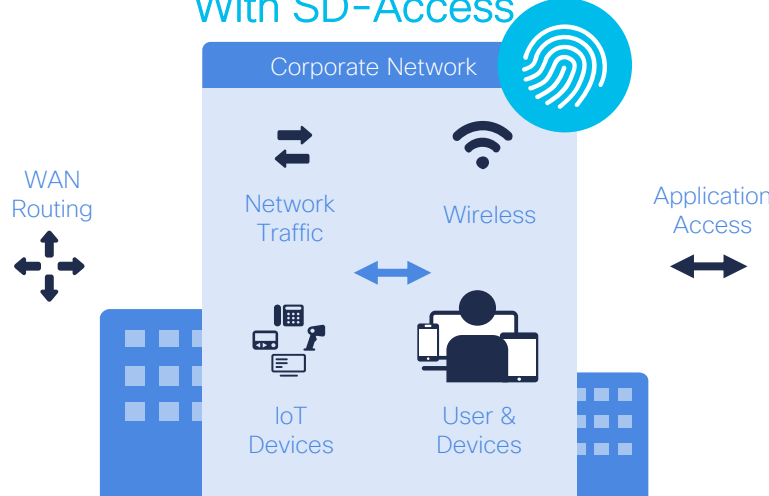 With SD-Access
Corporate Network
WAN
Routing
Network
Traffic
Wireless
Application
Access
IoT
Devices
User &
Devices